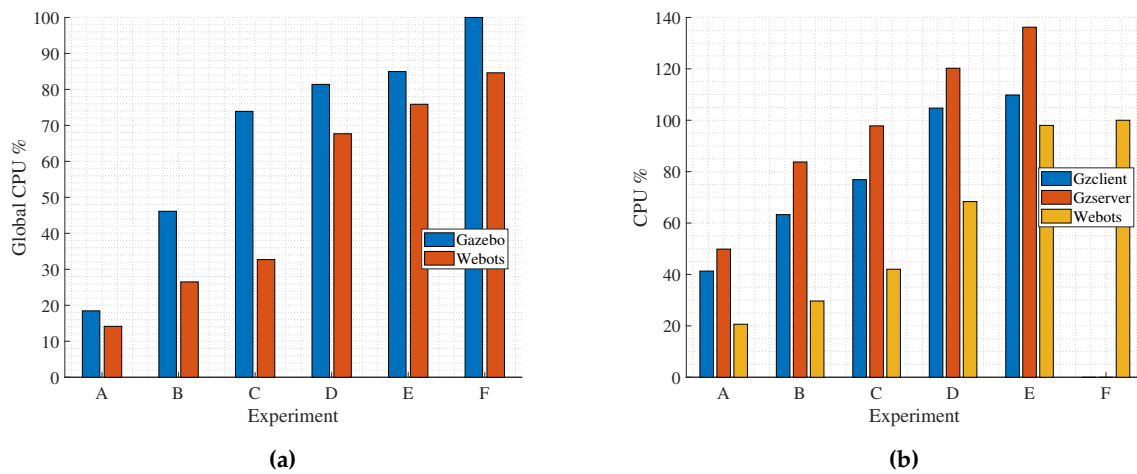 100
90
80
70
60
50
40
30
20
10
0
Global CPU %
A B C D E F
Experiment
Gazebo
Webots
(a)
140
120
100
80
60
40
20
0
CPU %
A B C D E F
Experiment
Gzclient
Gzserver
Webots
(b)